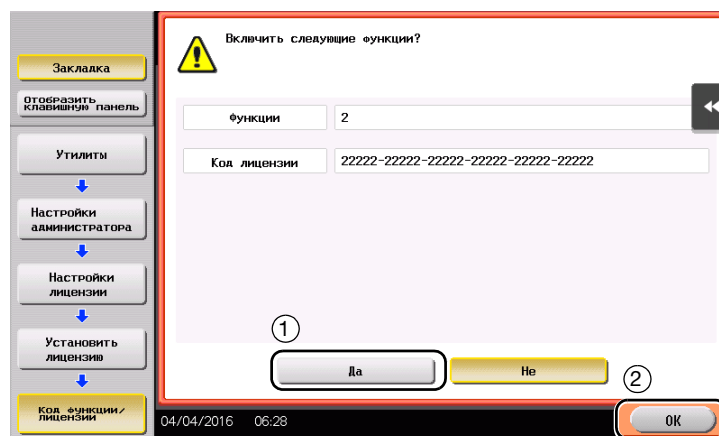 Закладка
Отобразить
клавишную панель
Утилиты
Настройки
администратора
Настройки
лицензии
Установить
лицензию
Код функции/
лицензии
Включить следующие функции?
Функции 2
Код лицензии 22222-22222-22222-22222-22222-22222
1
Да Не
2
04/04/2016 06:28 OK